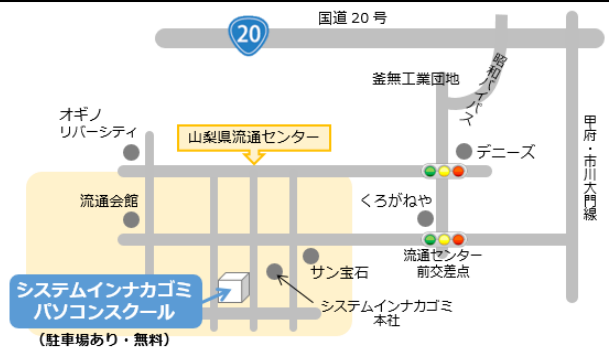 国道 20 号
20
昭和バイパス
釜無工業団地
甲府・市川大門線
オギノ
リバーシティ
山梨県流通センター
デニーズ
流通会館
くろがねや
流通センター
前交差点
サン宝石
システムインナカゴミ
本社
システムインナカゴミ
パソコンスクール
（駐車場あり・無料）